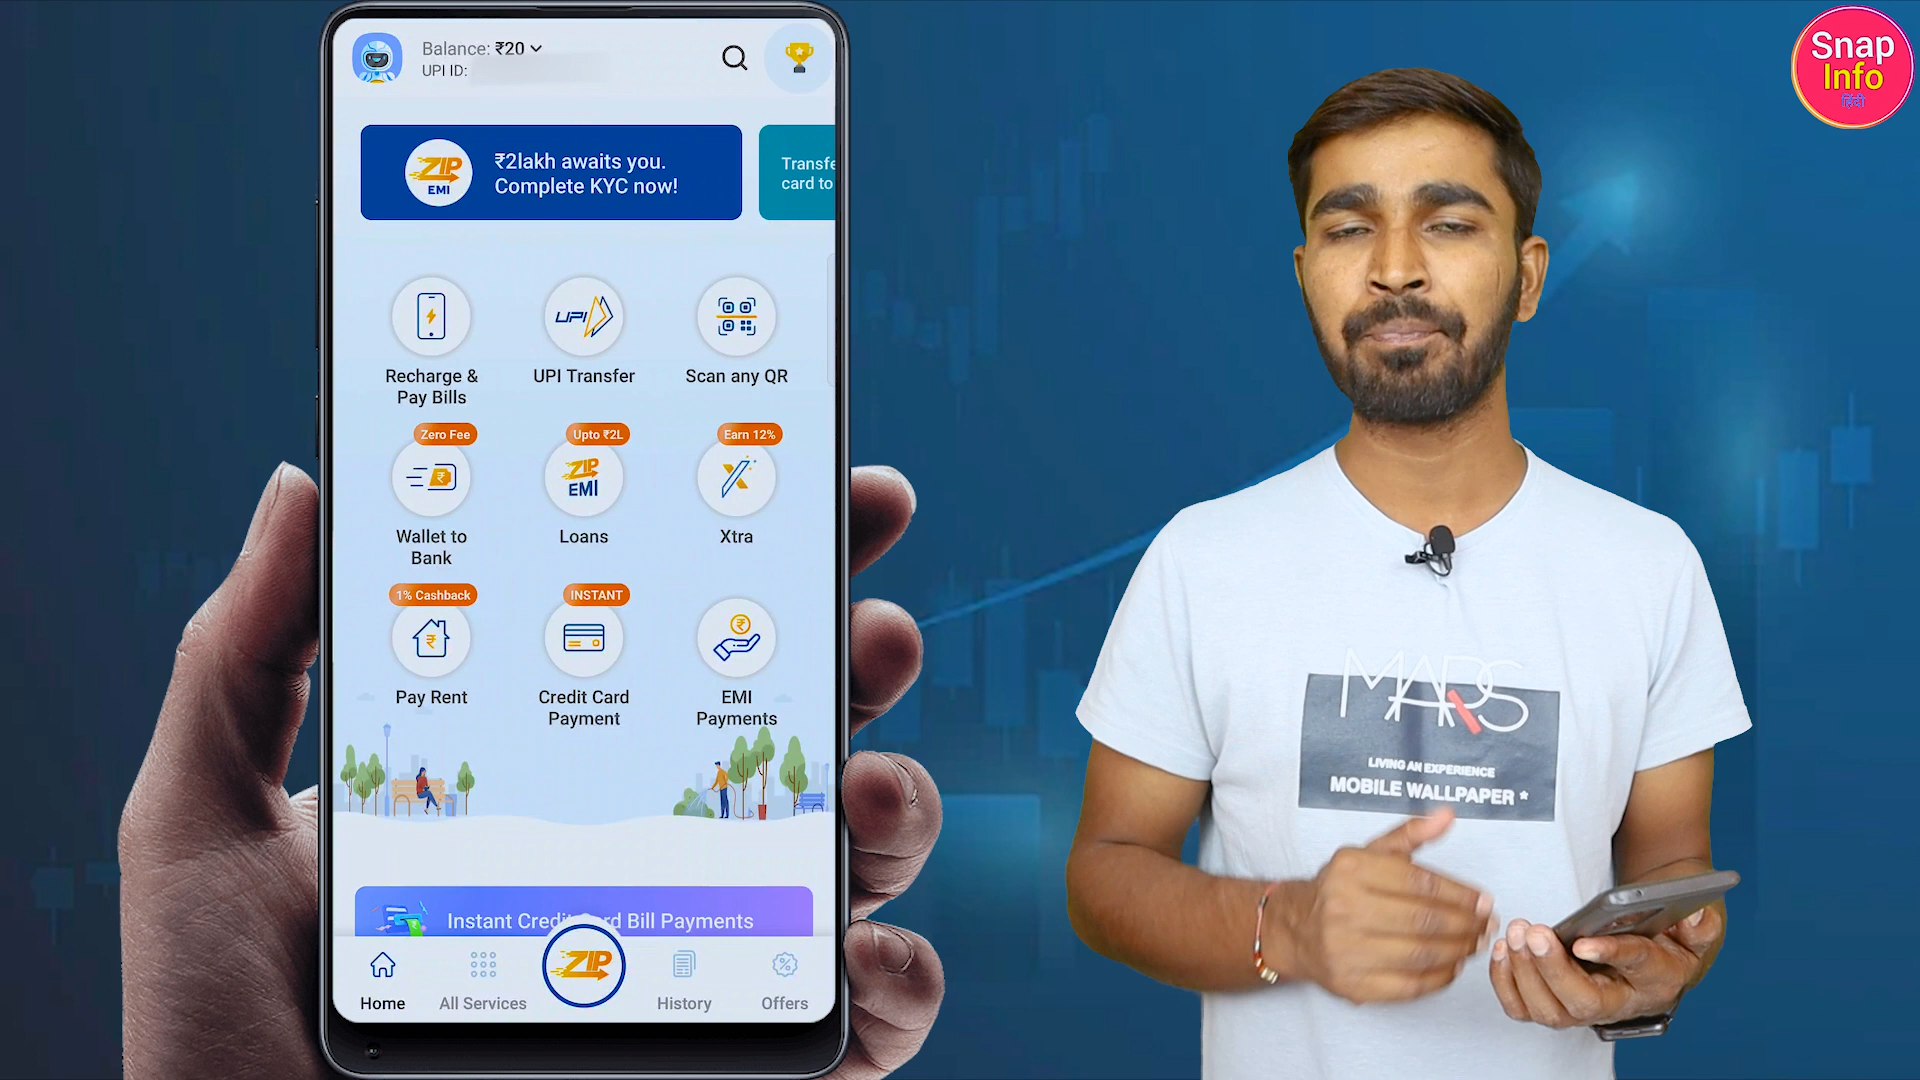 Balance: ₹20
UPI ID:
ZIP
EMI
₹2lakh awaits you.
Complete KYC now!
Transfe
card to
UPI
Recharge &
Pay Bills
UPI Transfer
Scan any QR
Zero Fee
Upto ₹2L
Earn 12%
ZIP
EMI
Wallet to
Bank
Loans
Xtra
1% Cashback
INSTANT
Pay Rent
Credit Card
Payment
EMI
Payments
Instant Credit Card Bill Payments
ZIP
Home
All Services
History
Offers
Snap
Info
हिंदी
MARS
LIVING AN EXPERIENCE
MOBILE WALLPAPER *